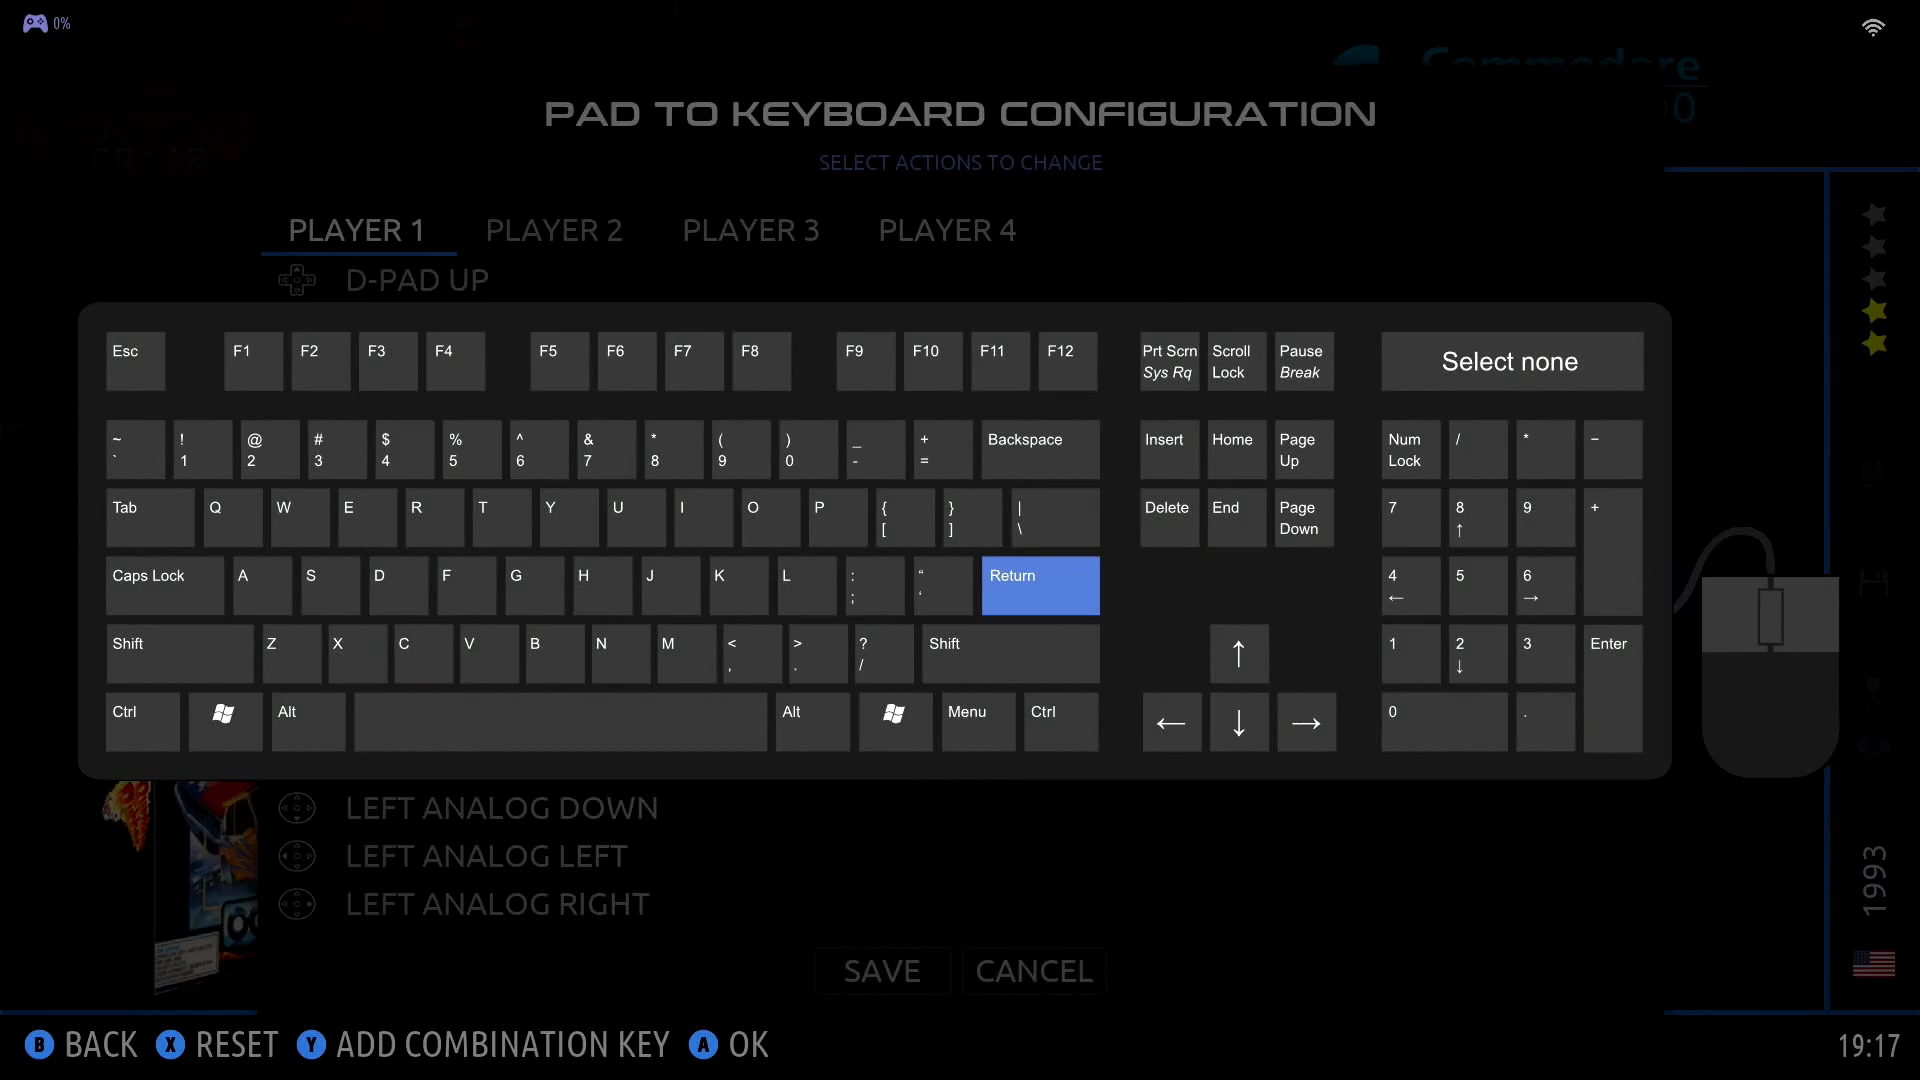 0%
Commodore
PAD TO KEYBOARD CONFIGURATION
SELECT ACTIONS TO CHANGE
PLAYER 1 PLAYER 2 PLAYER 3 PLAYER 4
D-PAD UP
Esc F1 F2 F3 F4 F5 F6 F7 F8 F9 F10 F11 F12 Prt Scrn Scroll Pause Select none
Sys Rq Lock Break
~ ! @ # $ % ^ & * ( ) _ + Backspace Insert Home Page Num / * −
` 1 2 3 4 5 6 7 8 9 0 - = Up Lock
Tab Q W E R T Y U I O P { } | Delete End Page 7 8 9 +
[ ] \ Down ↑
Caps Lock A S D F G H J K L : “ Return 4 5 6
; ‘ ← →
Shift Z X C V B N M < > ? Shift ↑ 1 2 3 Enter
, . / ↓
Ctrl Alt Alt Menu Ctrl ← ↓ → 0 .
LEFT ANALOG DOWN
LEFT ANALOG LEFT
LEFT ANALOG RIGHT
1993
SAVE CANCEL
B BACK X RESET Y ADD COMBINATION KEY A OK
19:17